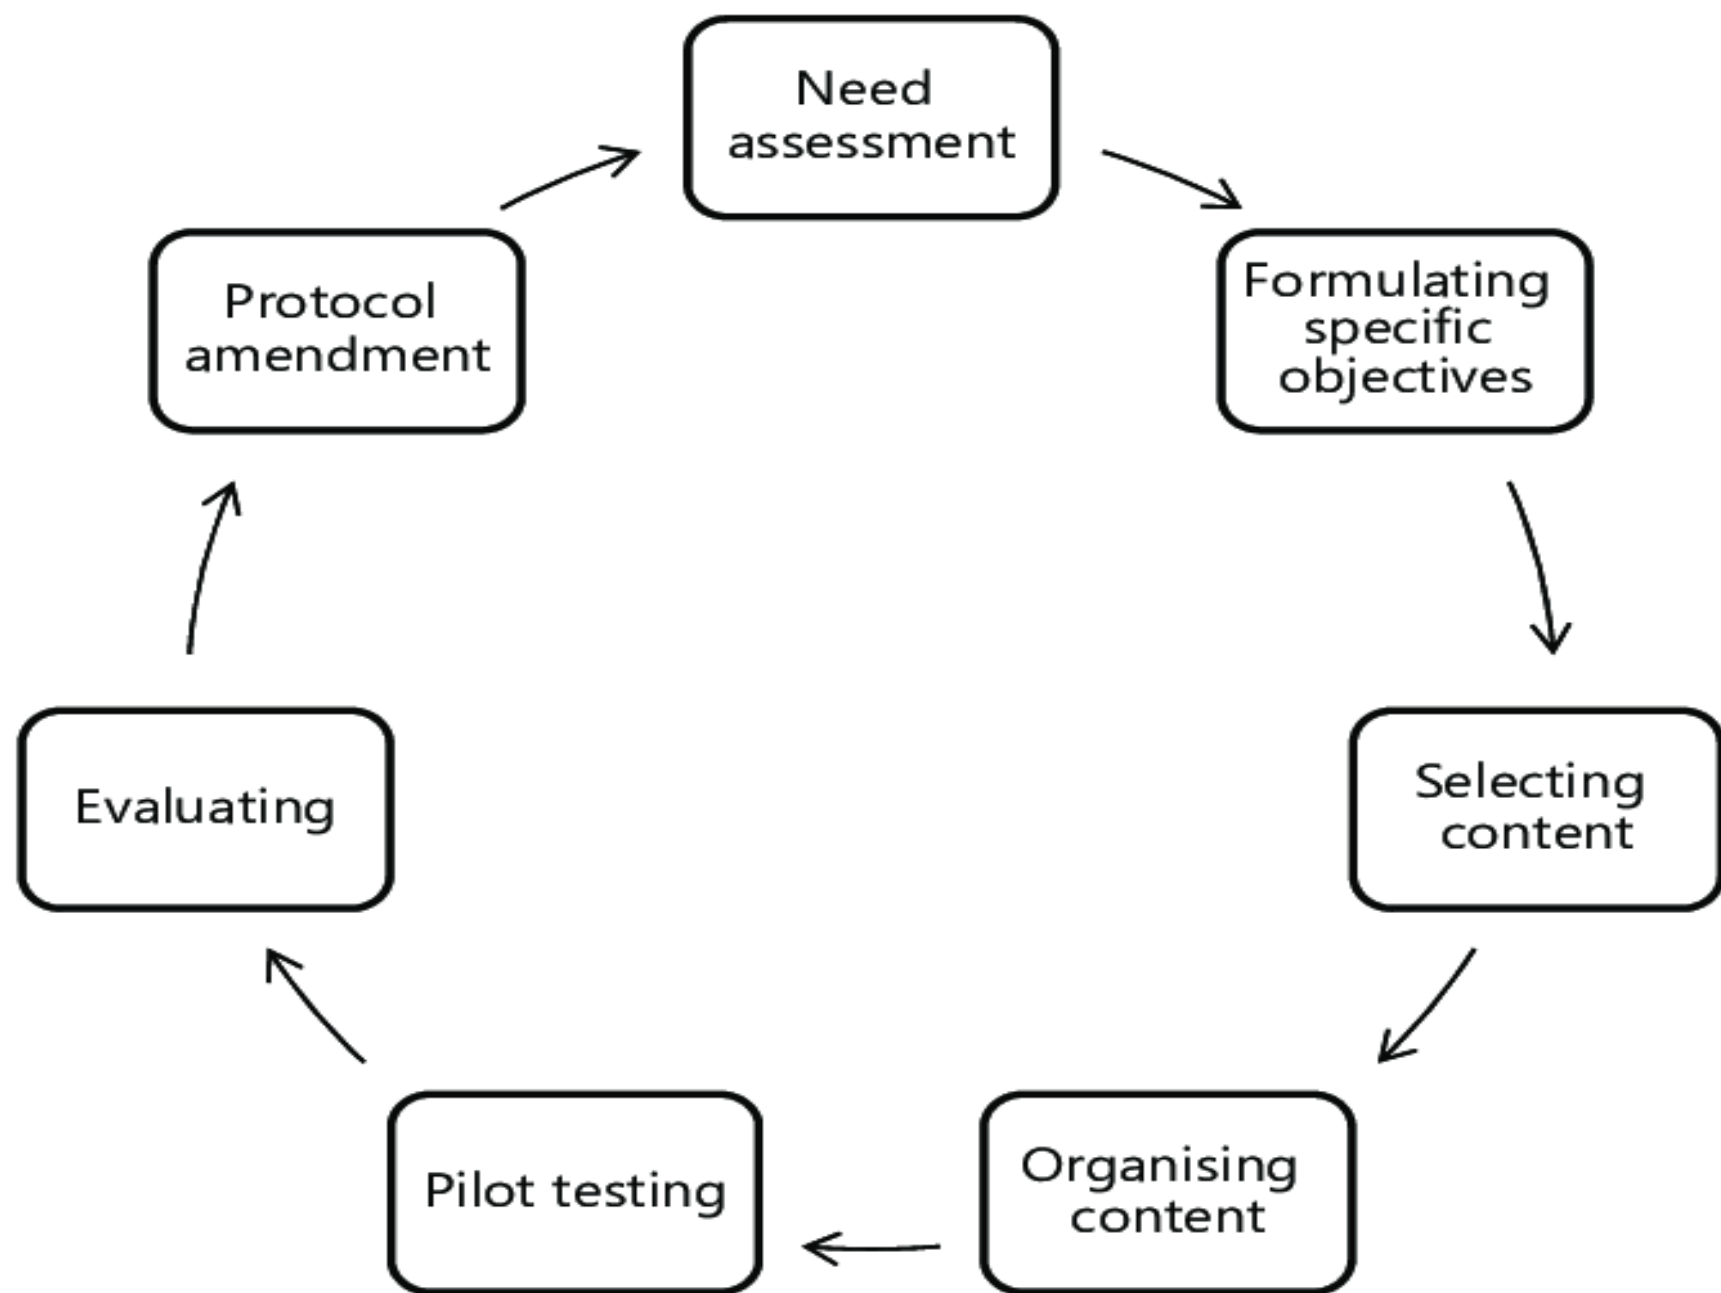 Need
assessment
Formulating
specific
objectives
Selecting
content
Organising
content
Pilot testing
Evaluating
Protocol
amendment